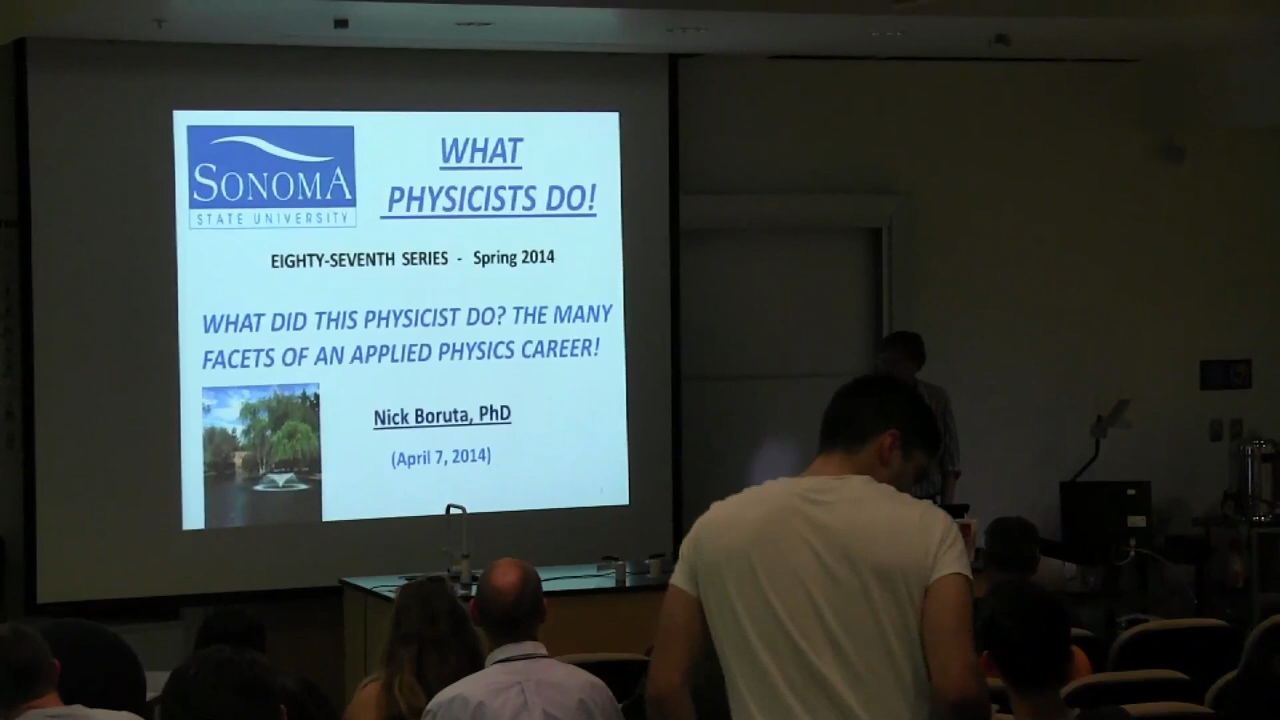 SONOMA
STATE UNIVERSITY
WHAT
PHYSICISTS DO!
EIGHTY-SEVENTH SERIES - Spring 2014
WHAT DID THIS PHYSICIST DO? THE MANY
FACETS OF AN APPLIED PHYSICS CAREER!
Nick Boruta, PhD
(April 7, 2014)